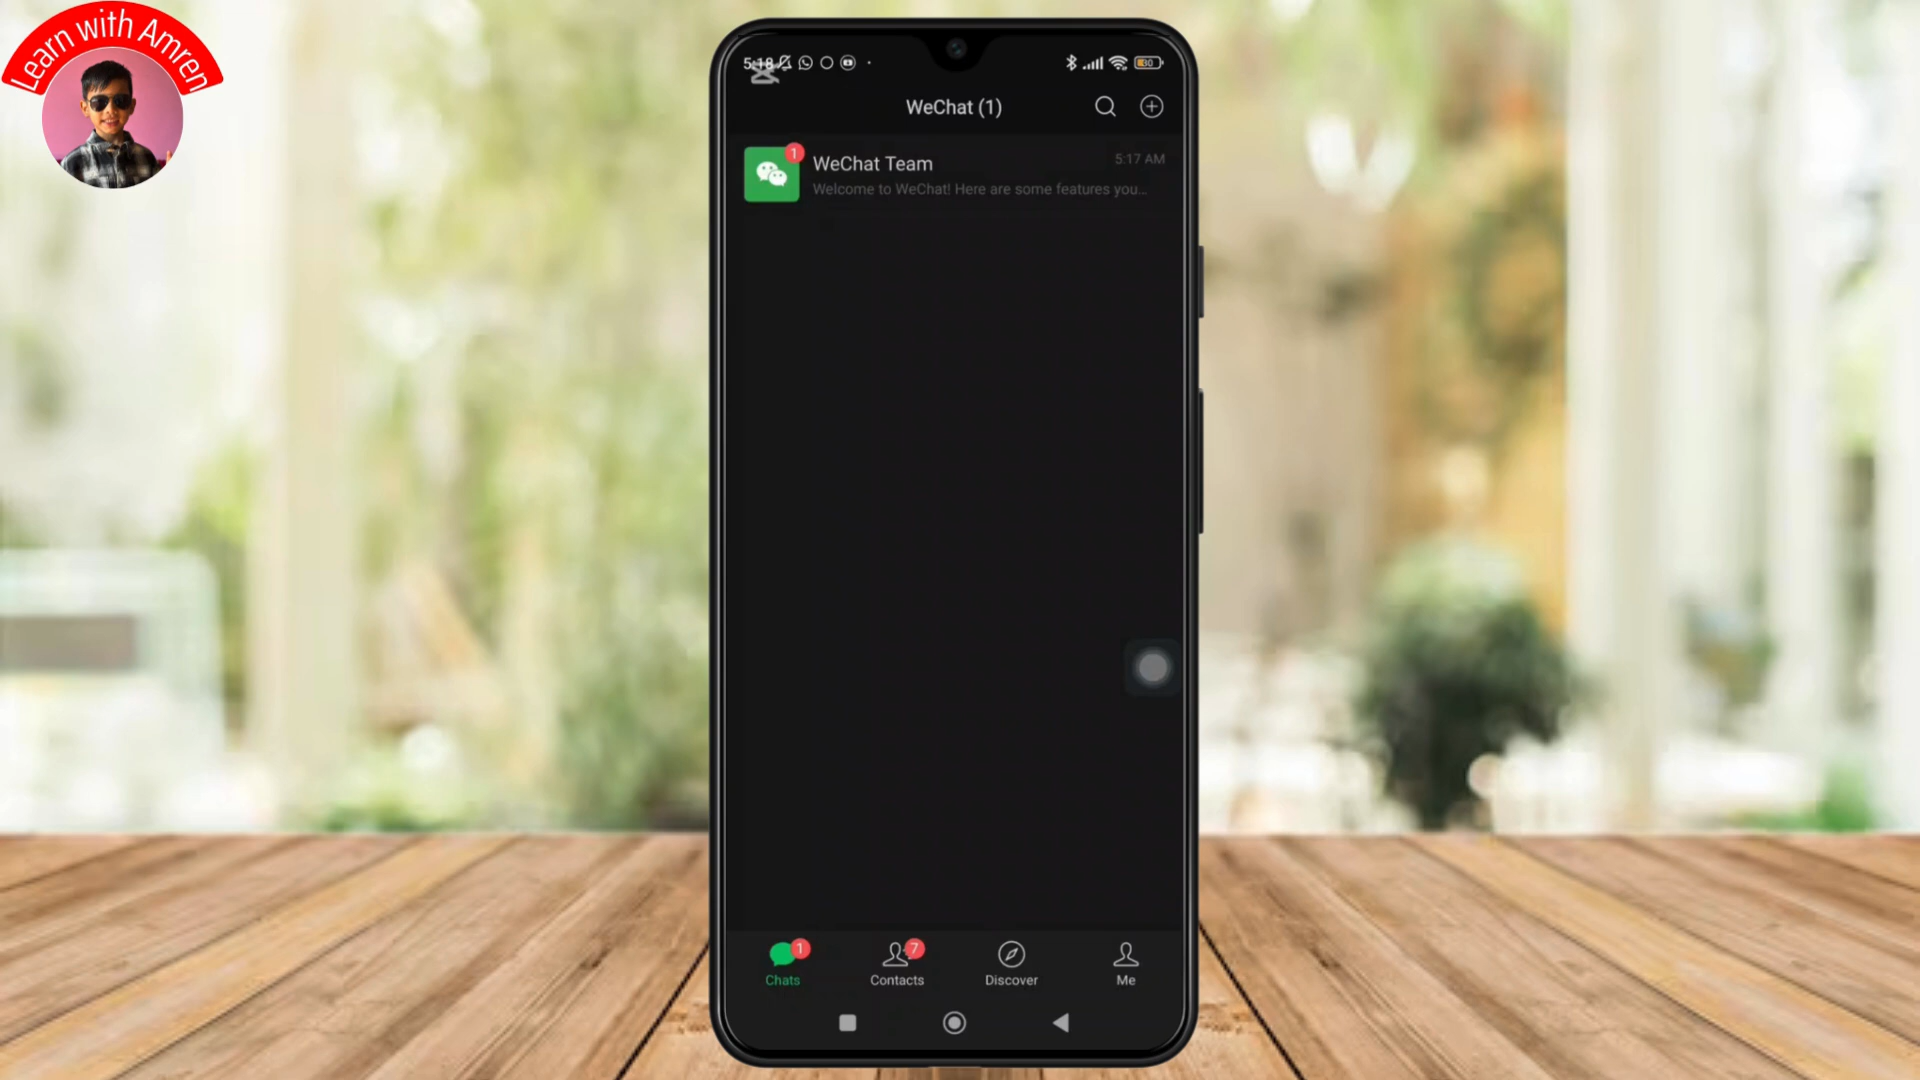 Learn with Amren
5:18
30
WeChat (1)
1
WeChat Team
5:17 AM
Welcome to WeChat! Here are some features you...
1
7
Chats
Contacts
Discover
Me